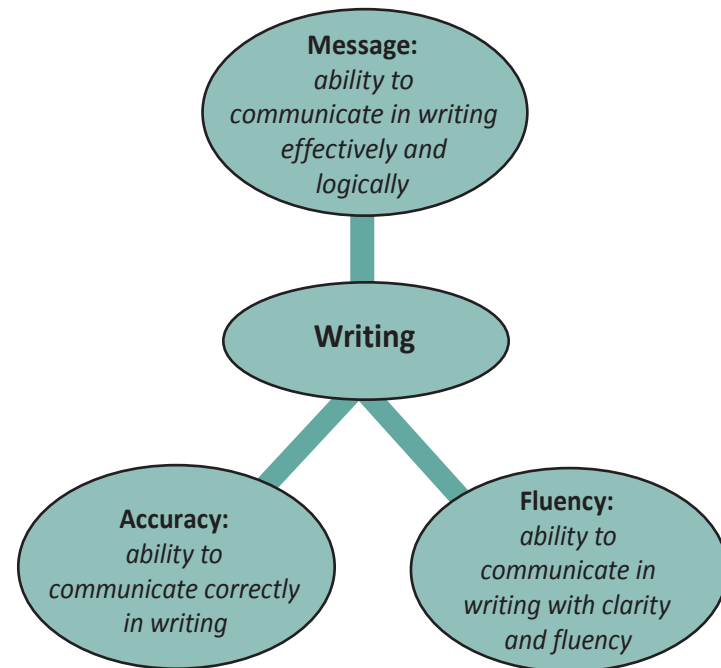 Message:
ability to
communicate in writing
effectively and
logically
Writing
Accuracy:
ability to
communicate correctly
in writing
Fluency:
ability to
communicate in
writing with clarity
and fluency